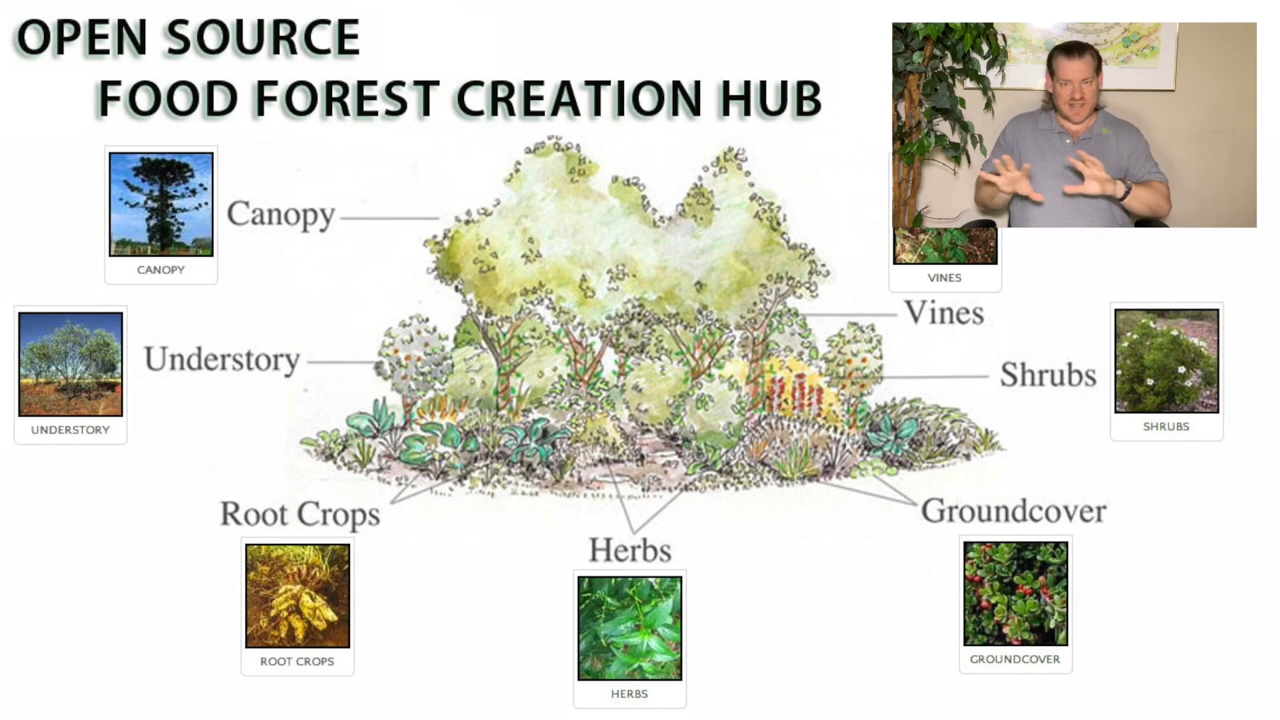 OPEN SOURCE
FOOD FOREST CREATION HUB
CANOPY
Canopy
VINES
Vines
UNDERSTORY
Understory
Shrubs
SHRUBS
Root Crops
Groundcover
Herbs
ROOT CROPS
GROUNDCOVER
HERBS